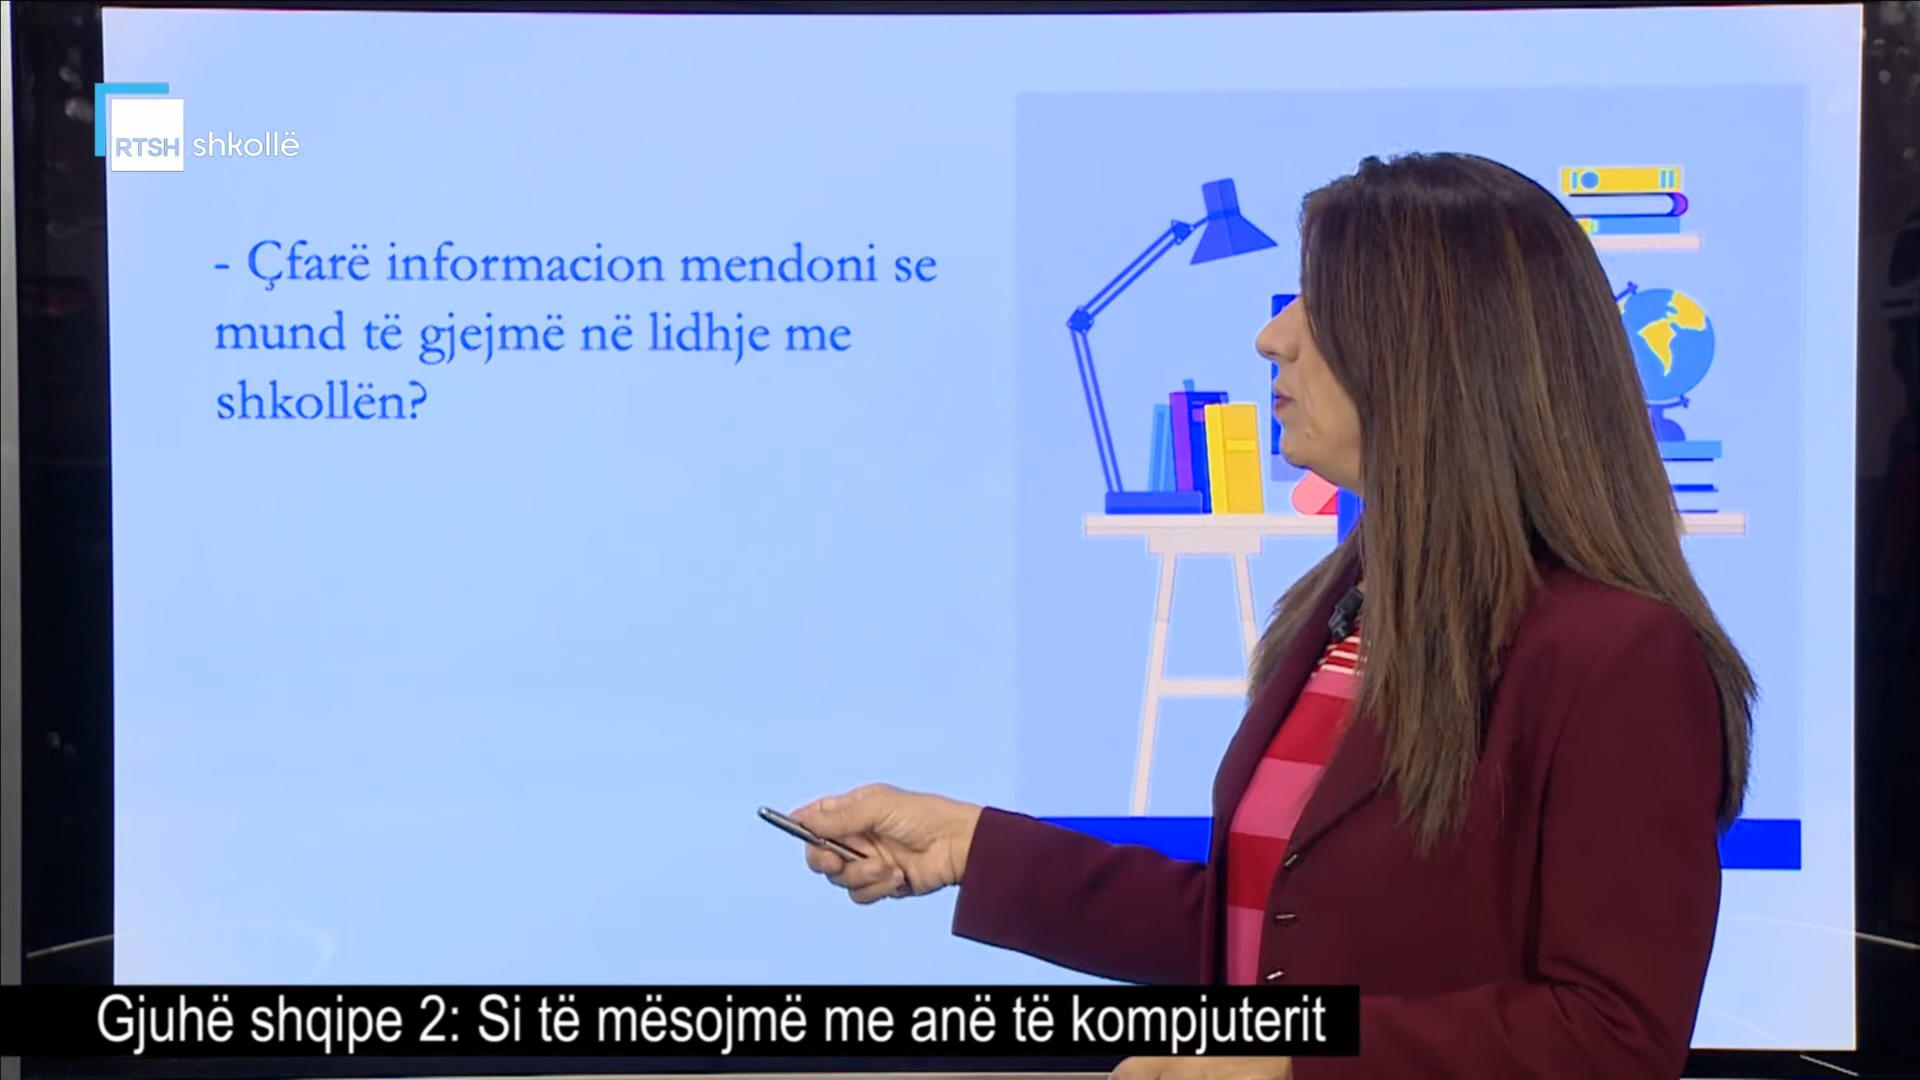 RTSH shkollë
- Çfarë informacion mendoni se
mund të gjejmë në lidhje me
shkollën?
Gjuhë shqipe 2: Si të mësojmë me anë të kompjuterit